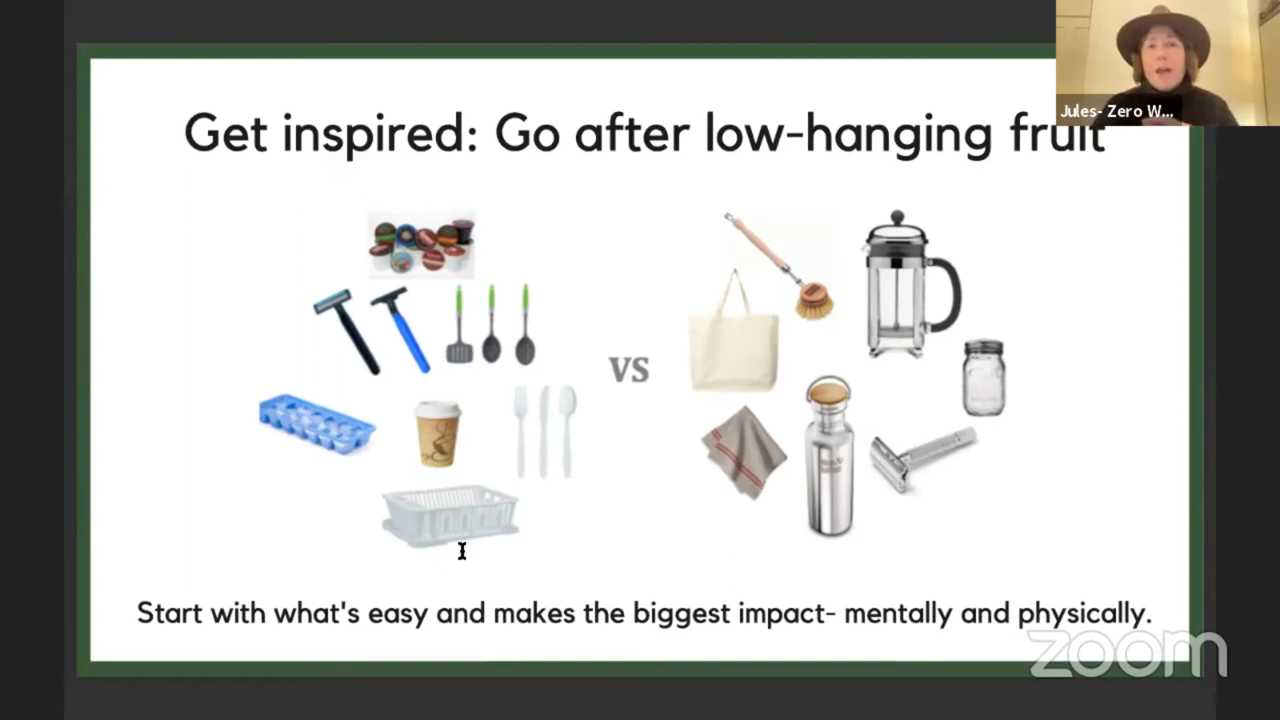 Get inspired: Go after low-hanging fruit
Jules- Zero W...
VS
Start with what's easy and makes the biggest impact- mentally and physically.
zoom